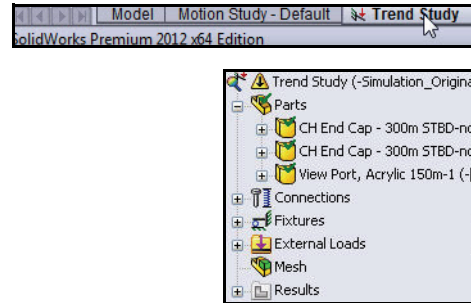 Model Motion Study - Default Trend Study
SolidWorks Premium 2012 x64 Edition
Trend Study (-Simulation_Origina
Parts
CH End Cap - 300m STBD-no
CH End Cap - 300m STBD-no
View Port, Acrylic 150m-1 (-[
Connections
Fixtures
External Loads
Mesh
Results